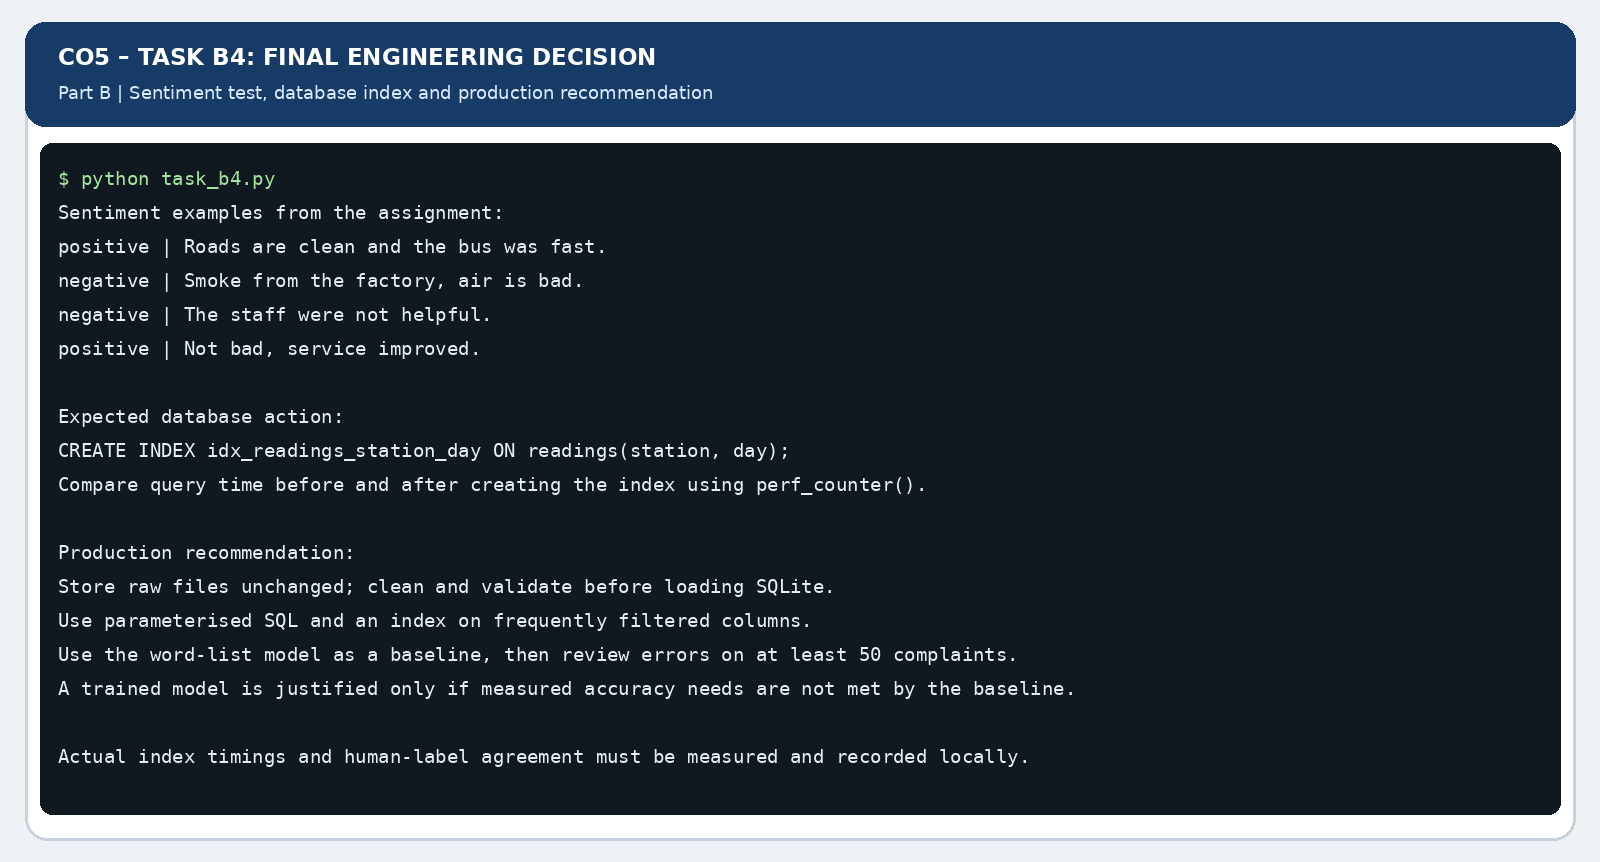 CO5 – TASK B4: FINAL ENGINEERING DECISION
Part B | Sentiment test, database index and production recommendation
$ python task_b4.py
Sentiment examples from the assignment:
positive | Roads are clean and the bus was fast.
negative | Smoke from the factory, air is bad.
negative | The staff were not helpful.
positive | Not bad, service improved.
Expected database action:
CREATE INDEX idx_readings_station_day ON readings(station, day);
Compare query time before and after creating the index using perf_counter().
Production recommendation:
Store raw files unchanged; clean and validate before loading SQLite.
Use parameterised SQL and an index on frequently filtered columns.
Use the word-list model as a baseline, then review errors on at least 50 complaints.
A trained model is justified only if measured accuracy needs are not met by the baseline.
Actual index timings and human-label agreement must be measured and recorded locally.